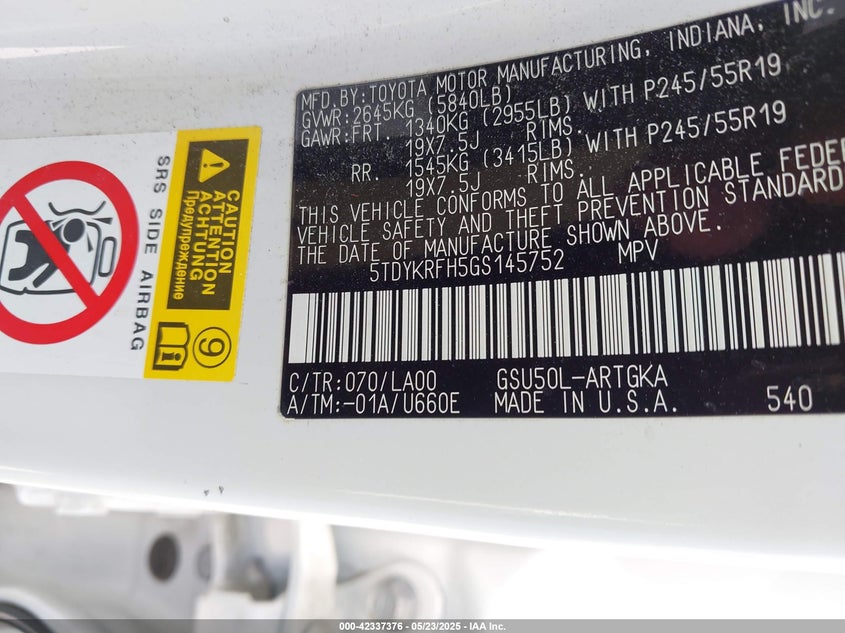 MFD.BY:TOYOTA MOTOR MANUFACTURING, INDIANA, INC.
GVWR:2645KG (5840LB)
GAWR:FRT. 1340KG (2955LB) WITH P245/55R19
19X7.5J RIMS.
RR. 1545KG (3415LB) WITH P245/55R19
19X7.5J RIMS.
THIS VEHICLE CONFORMS TO ALL APPLICABLE FEDER
VEHICLE SAFETY AND THEFT PREVENTION STANDARD
THE DATE OF MANUFACTURE SHOWN ABOVE.
5TDYKRFH5GS145752 MPV
C/TR:070/LA00 GSU50L-ARTGKA
A/TM:-01A/U660E MADE IN U.S.A. 540
SRS SIDE AIRBAG
CAUTION
ATTENTION
ACHTUNG
Предупреждение
9
i
000-42337376 - 05/23/2025 - IAA Inc.